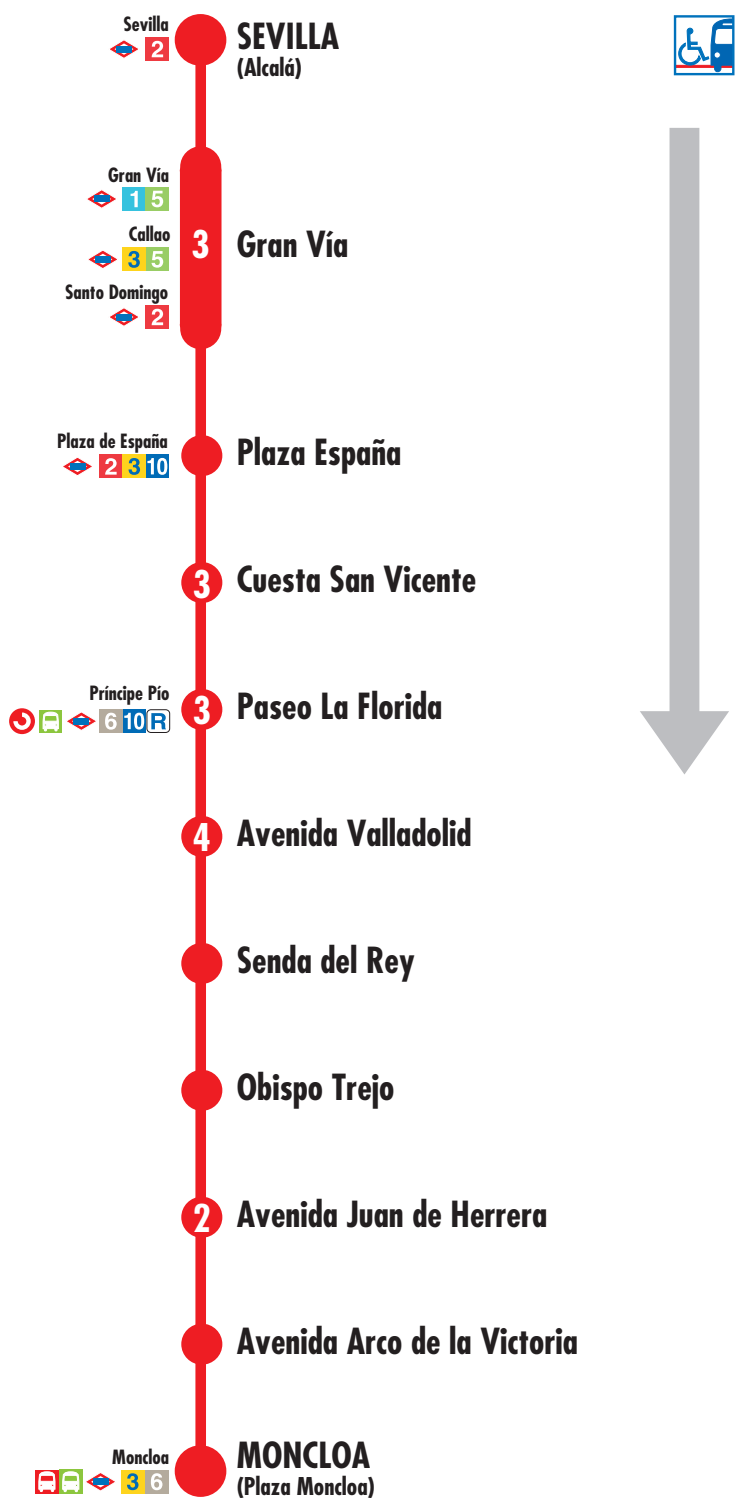 Sevilla
2
SEVILLA
(Alcalá)
Gran Vía
1 5
Callao
3 5
Santo Domingo
2
3
Gran Vía
Plaza de España
2 3 10
Plaza España
3
Cuesta San Vicente
Príncipe Pío
6 10 R
3
Paseo La Florida
4
Avenida Valladolid
Senda del Rey
Obispo Trejo
2
Avenida Juan de Herrera
Avenida Arco de la Victoria
Moncloa
3 6
MONCLOA
(Plaza Moncloa)